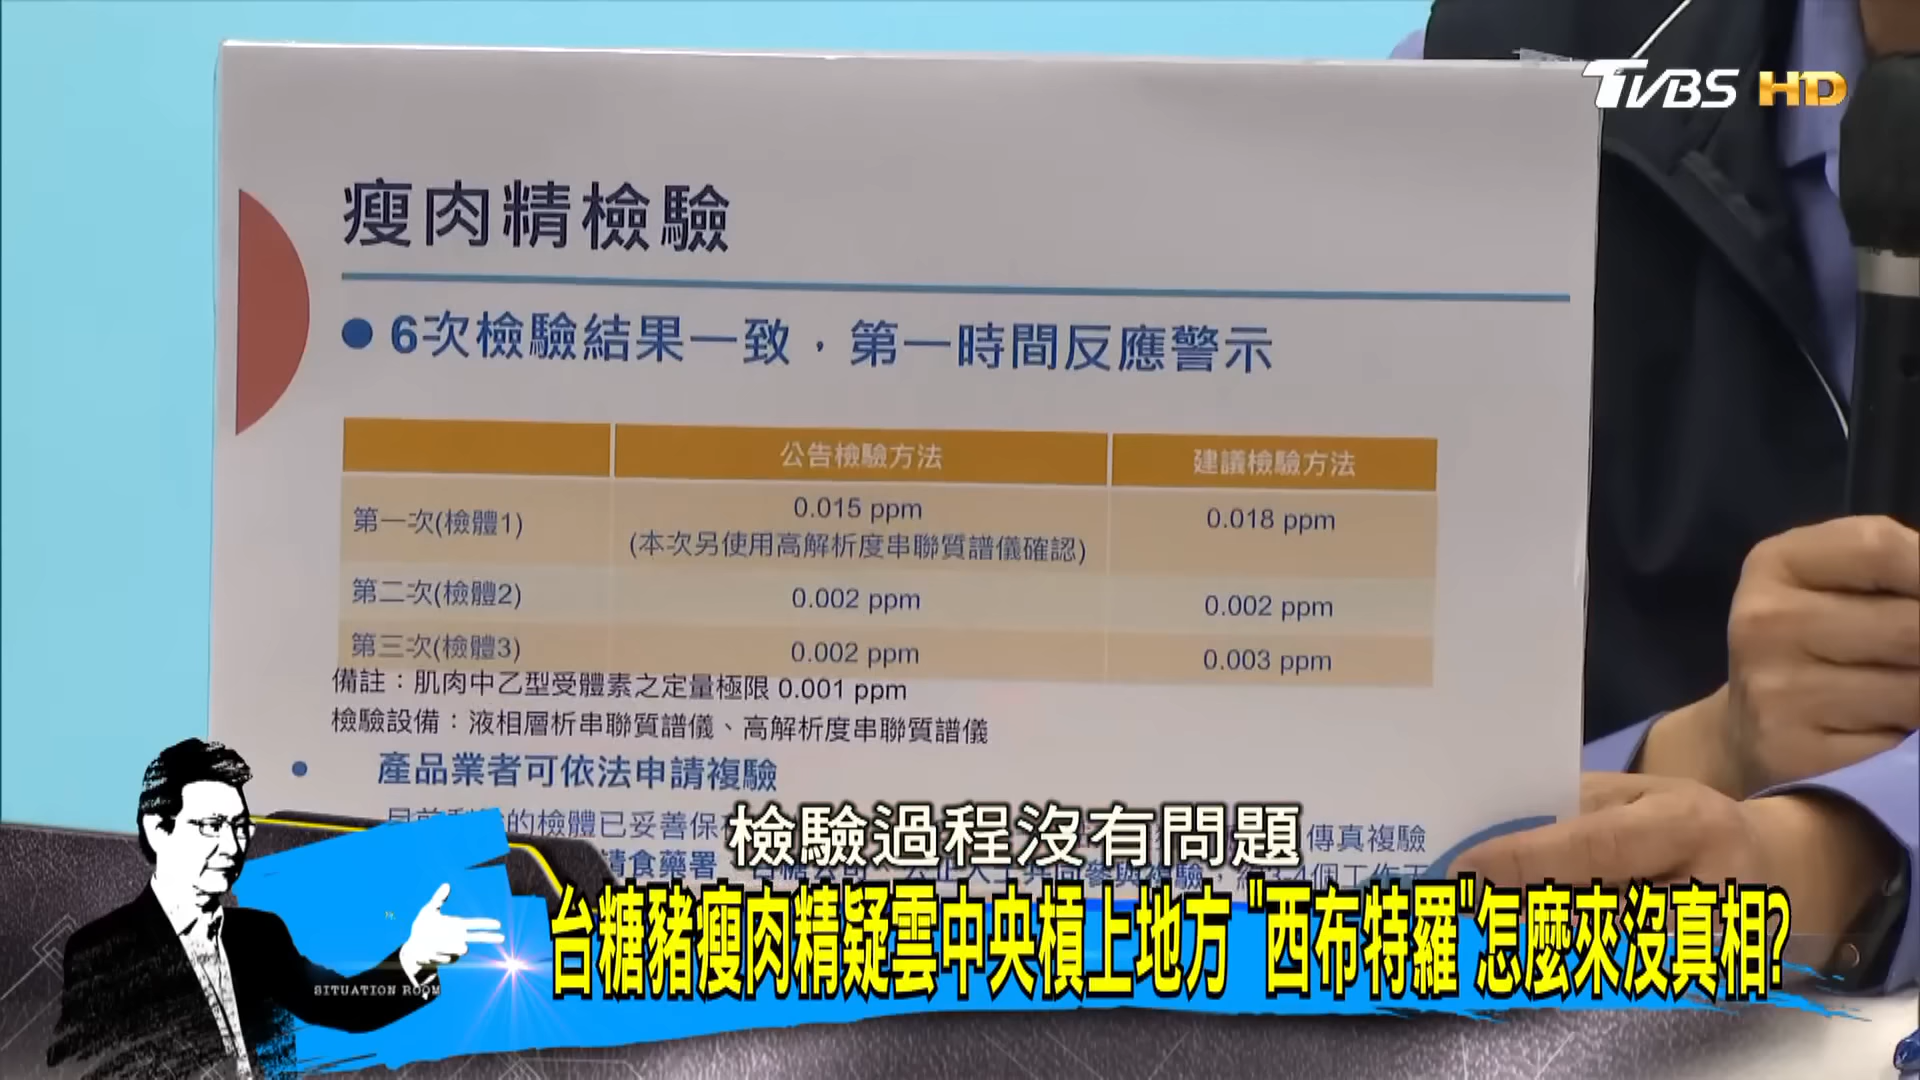 TVBS HD
瘦肉精檢驗
6次檢驗結果一致，第一時間反應警示
公告檢驗方法 建議檢驗方法
第一次(檢體1) 0.015 ppm 0.018 ppm
(本次另使用高解析度串聯質譜儀確認)
第二次(檢體2) 0.002 ppm 0.002 ppm
第三次(檢體3) 0.002 ppm 0.003 ppm
備註：肌肉中乙型受體素之定量極限 0.001 ppm
檢驗設備：液相層析串聯質譜儀、高解析度串聯質譜儀
產品業者可依法申請複驗
的檢體已妥善保 傳真複驗
請食藥署
檢驗過程沒有問題
台糖豬瘦肉精疑雲中央槓上地方 "西布特羅"怎麼來沒真相?
SITUATION ROOM